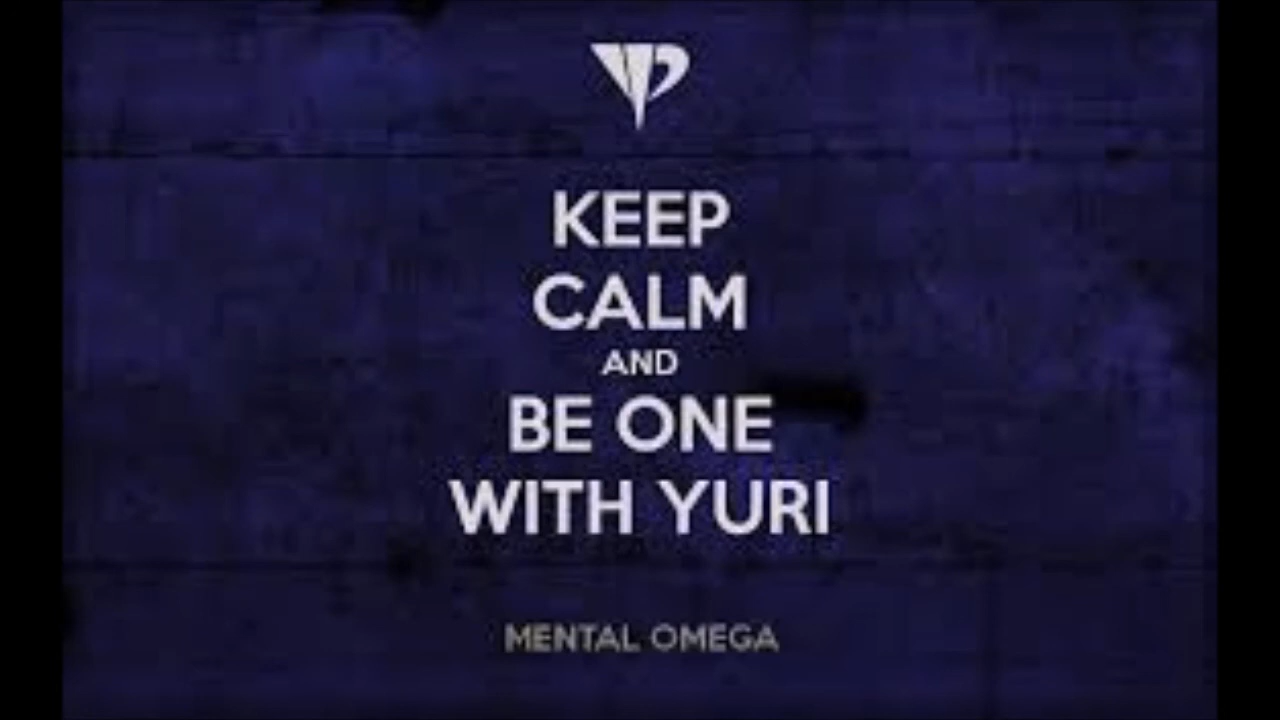 KEEP
CALM
AND
BE ONE
WITH YURI
MENTAL OMEGA